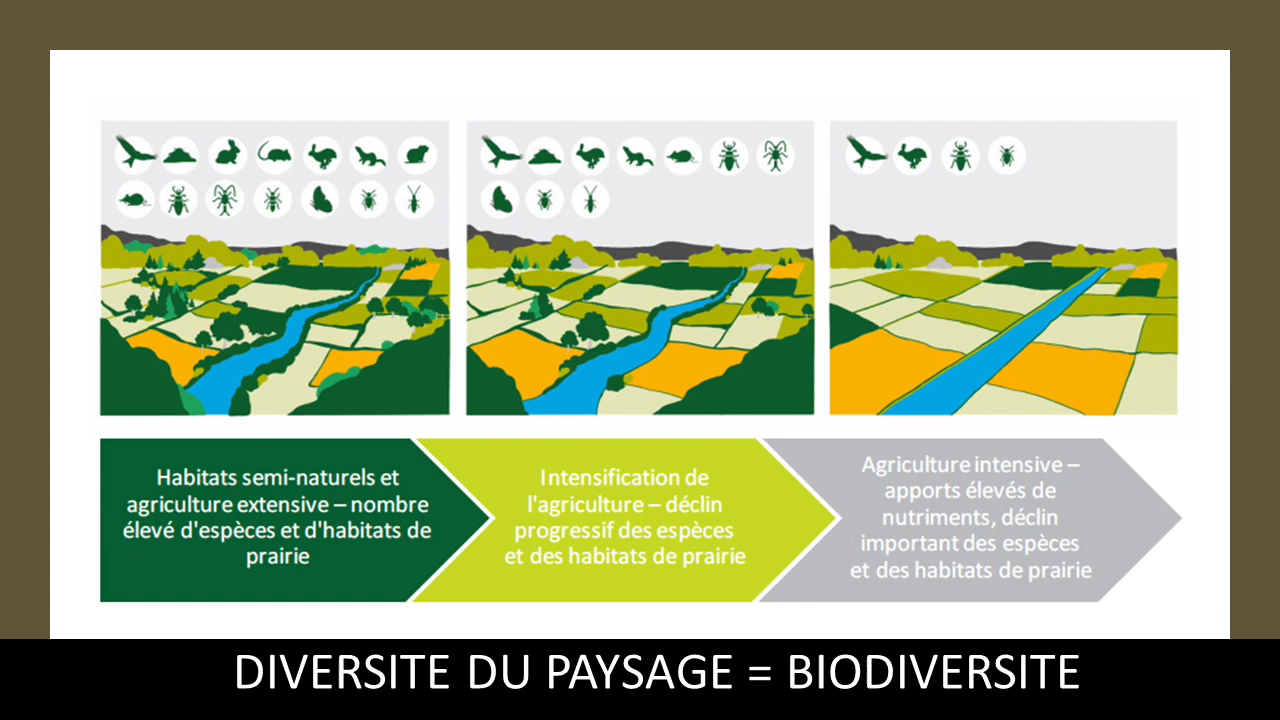 Habitats semi-naturels et
agriculture extensive – nombre
élevé d'espèces et d'habitats de
prairie
Intensification de
l'agriculture – déclin
progressif des espèces
et des habitats de prairie
Agriculture intensive –
apports élevés de
nutriments, déclin
important des espèces
et des habitats de prairie
DIVERSITE DU PAYSAGE = BIODIVERSITE